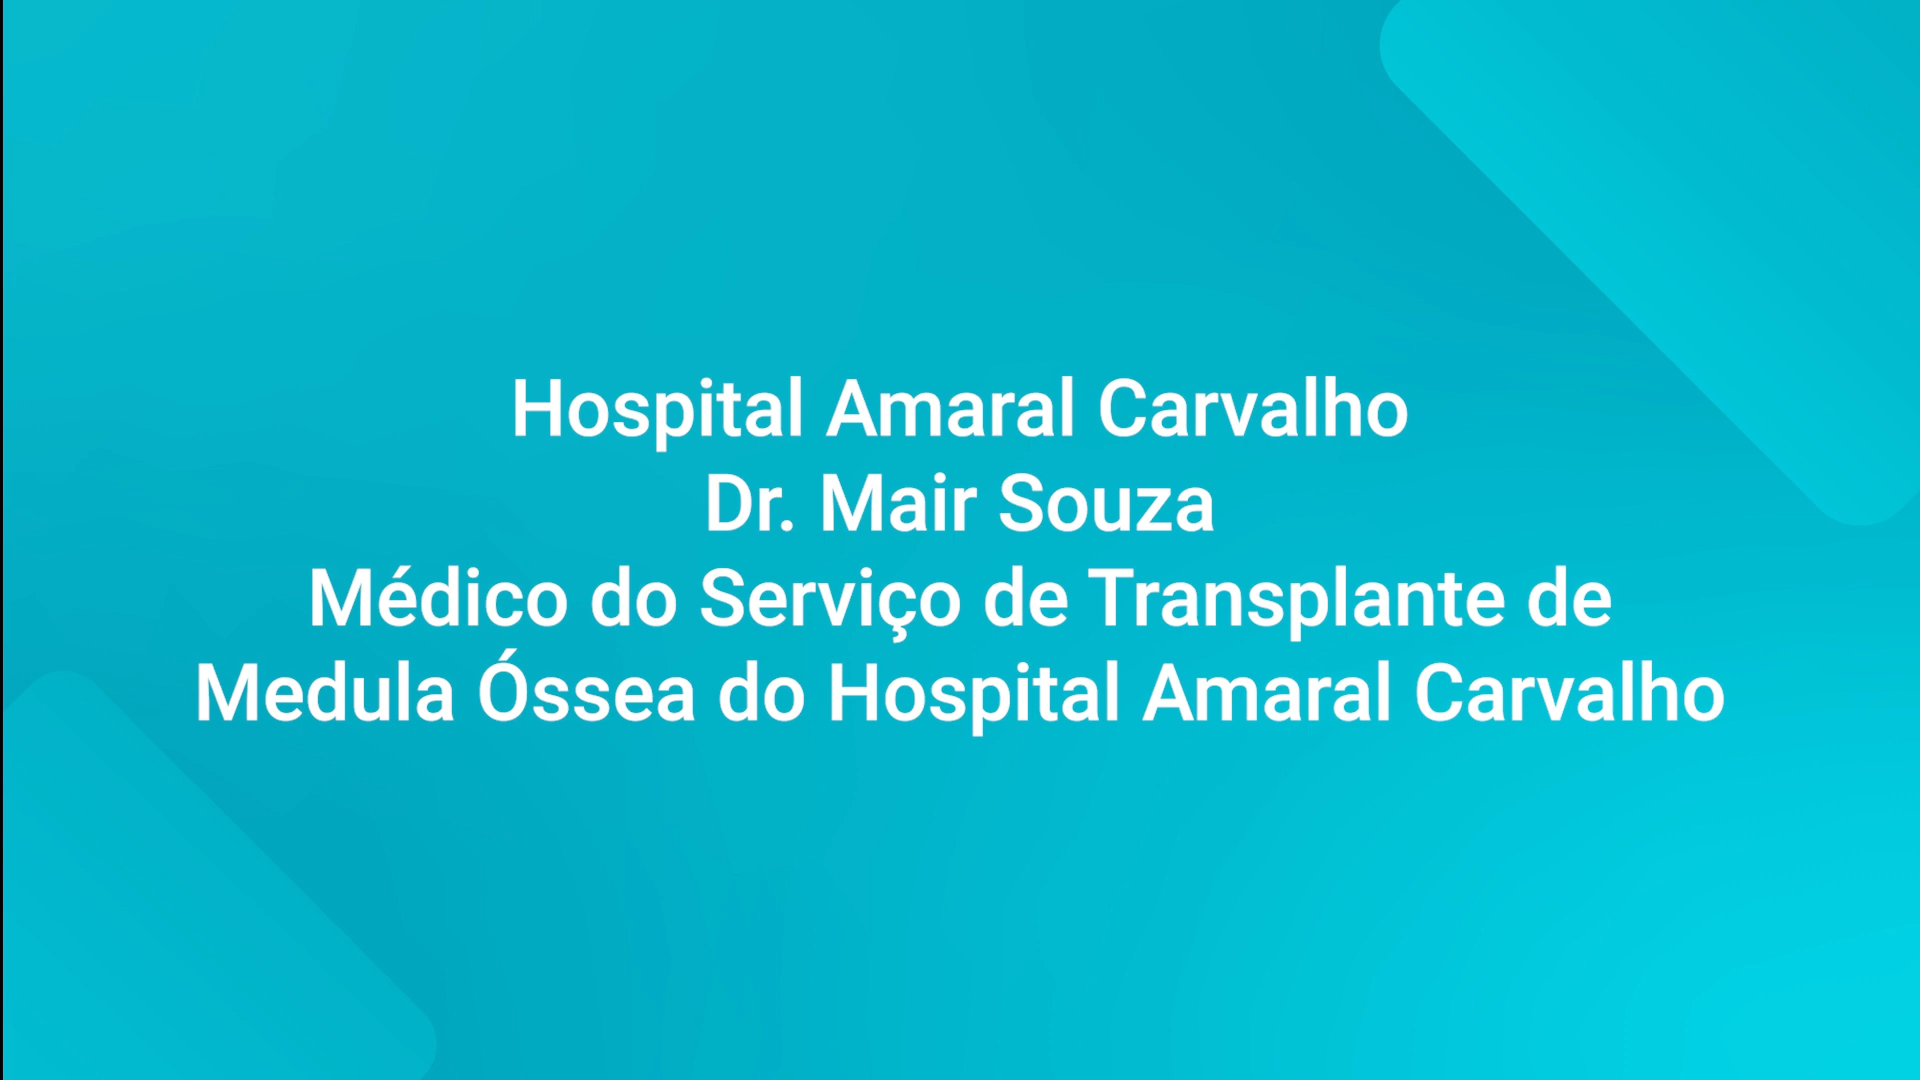 Hospital Amaral Carvalho
Dr. Mair Souza
Médico do Serviço de Transplante de
Medula Óssea do Hospital Amaral Carvalho